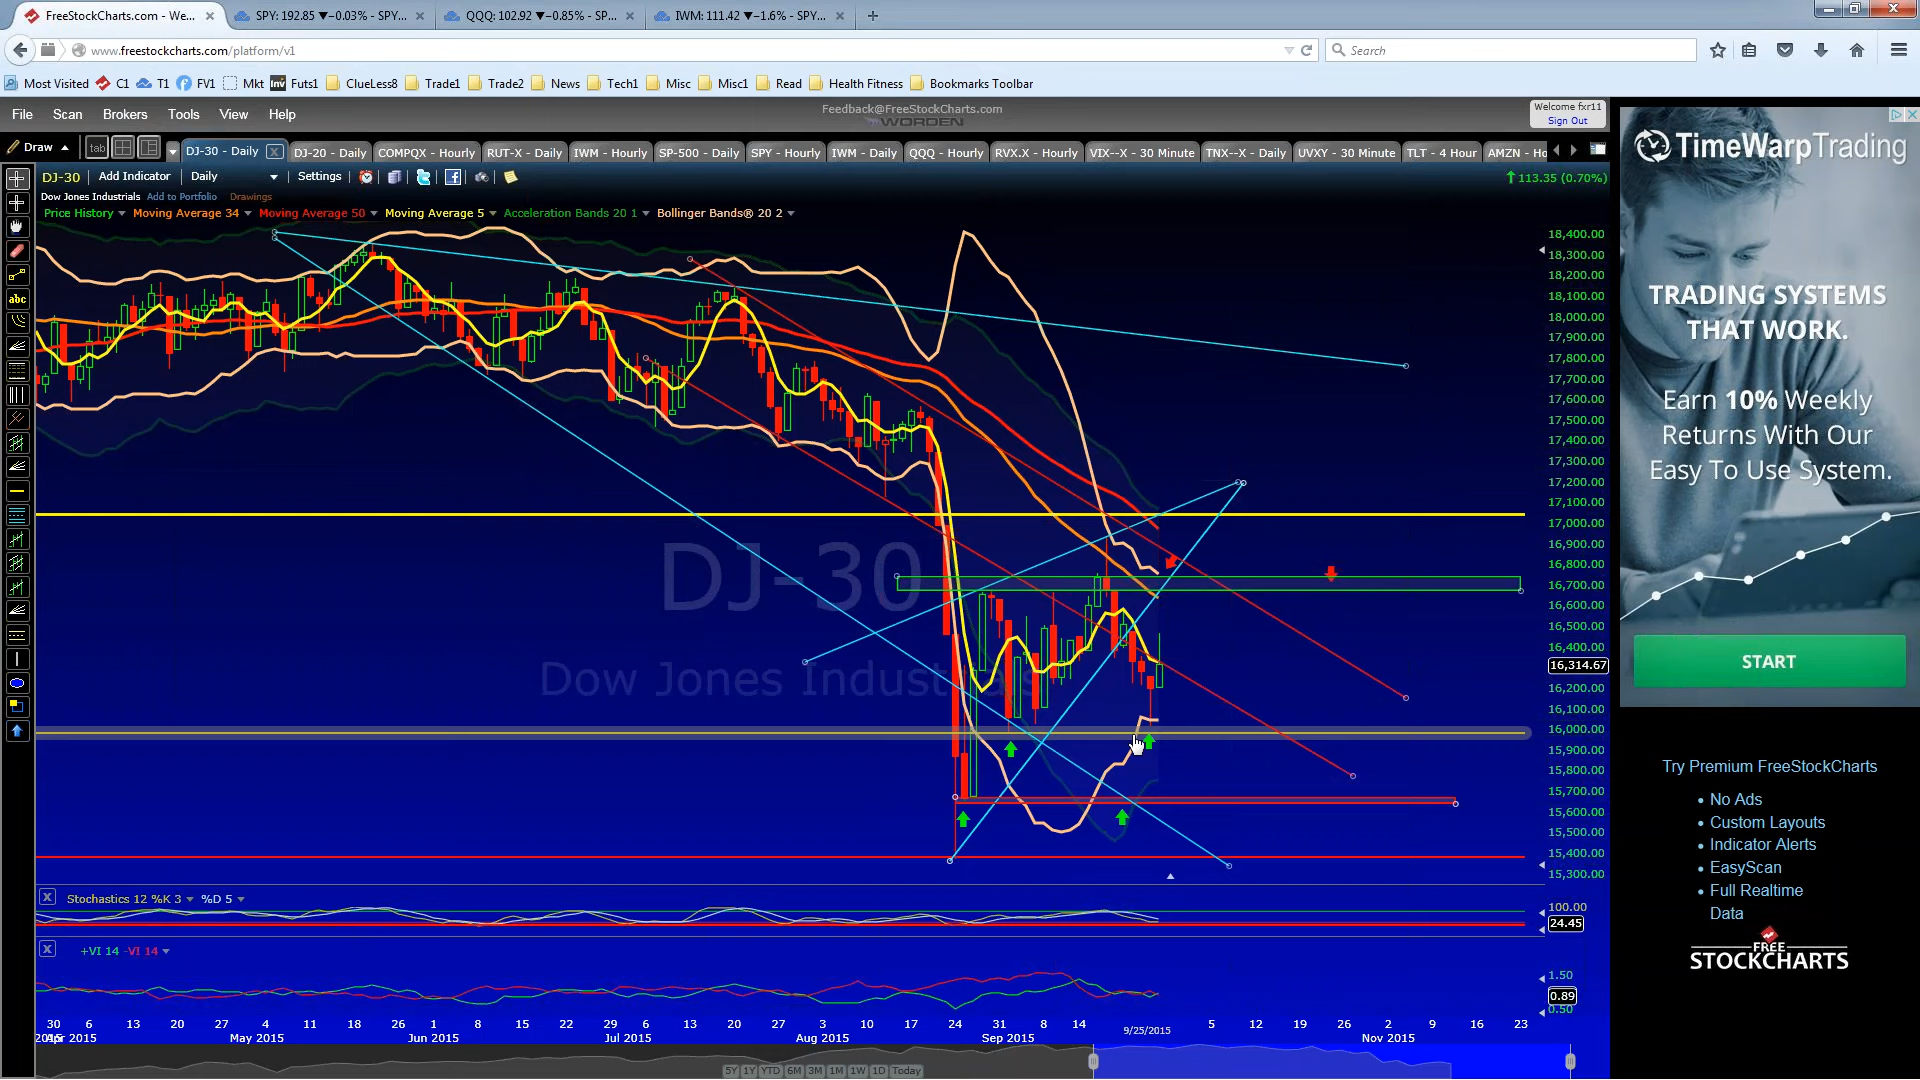 FreeStockCharts.com - We...
SPY: 192.85 ▼−0.03% - SPY...
QQQ: 102.92 ▼−0.85% - SP...
IWM: 111.42 ▼−1.6% - SPY...
www.freestockcharts.com/platform/v1
Search
Most Visited C1 T1 FV1 Mkt Futs1 ClueLess8 Trade1 Trade2 News Tech1 Misc Misc1 Read Health Fitness Bookmarks Toolbar
File Scan Brokers Tools View Help
Feedback@FreeStockCharts.com
WORDEN
Welcome fxr11
Sign Out
Draw tab DJ-30 - Daily DJ-20 - Daily COMPQX - Hourly RUT-X - Daily IWM - Hourly SP-500 - Daily SPY - Hourly IWM - Daily QQQ - Hourly RVX.X - Hourly VIX--X - 30 Minute TNX--X - Daily UVXY - 30 Minute TLT - 4 Hour AMZN - Ho
DJ-30 Add Indicator Daily Settings 113.35 (0.70%)
Dow Jones Industrials Add to Portfolio Drawings
Price History Moving Average 34 Moving Average 50 Moving Average 5 Acceleration Bands 20 1 Bollinger Bands® 20 2
abc
DJ-30
Dow Jones Industrials
18,400.00
18,300.00
18,200.00
18,100.00
18,000.00
17,900.00
17,800.00
17,700.00
17,600.00
17,500.00
17,400.00
17,300.00
17,200.00
17,100.00
17,000.00
16,900.00
16,800.00
16,700.00
16,600.00
16,500.00
16,400.00
16,314.67
16,200.00
16,100.00
16,000.00
15,900.00
15,800.00
15,700.00
15,600.00
15,500.00
15,400.00
15,300.00
Stochastics 12 %K 3 %D 5
100.00
24.45
+VI 14 -VI 14
1.50
0.89
0.50
30 6 13 20 27 4 11 18 26 1 8 15 22 29 6 13 20 27 3 10 17 24 31 8 14 9/25/2015 5 12 19 26 2 9 16 23
Apr 2015 May 2015 Jun 2015 Jul 2015 Aug 2015 Sep 2015 Nov 2015
5Y 1Y YTD 6M 3M 1M 1W 1D Today
TimeWarpTrading
TRADING SYSTEMS
THAT WORK.
Earn 10% Weekly
Returns With Our
Easy To Use System.
START
Try Premium FreeStockCharts
No Ads
Custom Layouts
Indicator Alerts
EasyScan
Full Realtime
Data
FREE
STOCKCHARTS